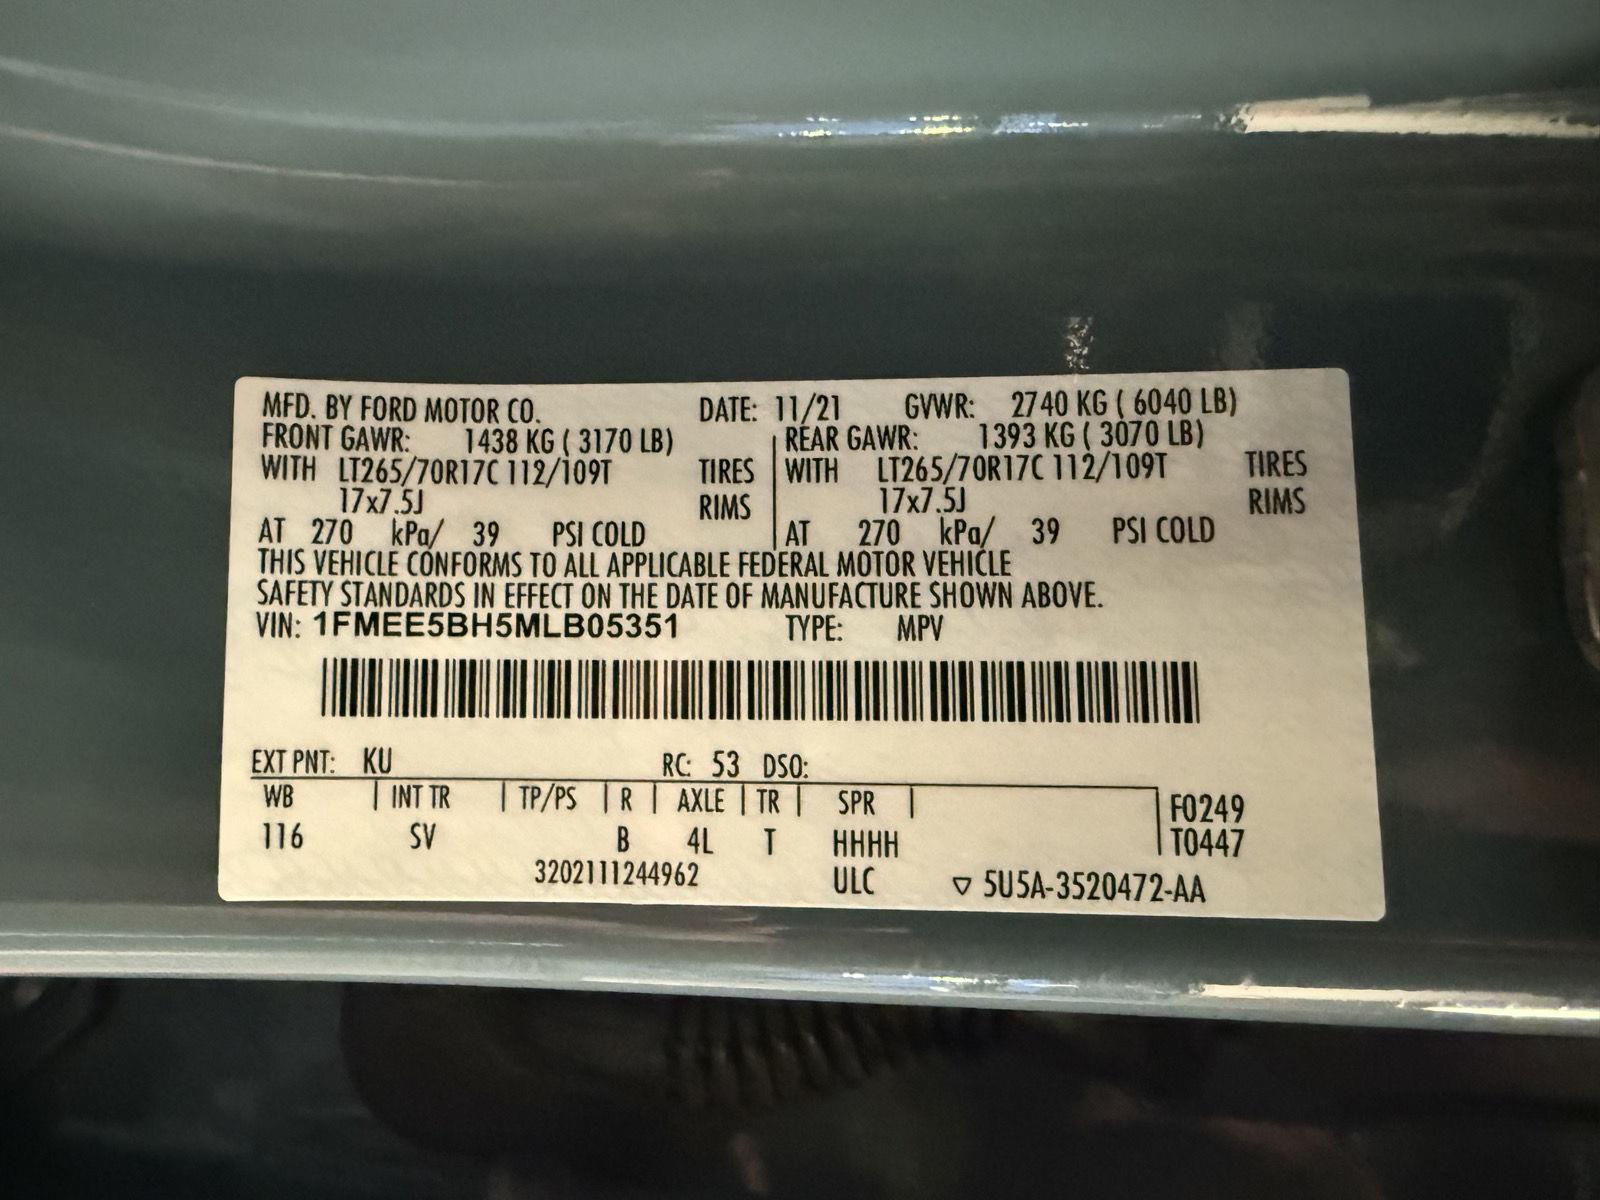 MFD. BY FORD MOTOR CO. DATE: 11/21 GVWR: 2740 KG ( 6040 LB)
FRONT GAWR: 1438 KG ( 3170 LB) REAR GAWR: 1393 KG ( 3070 LB)
WITH LT265/70R17C 112/109T TIRES WITH LT265/70R17C 112/109T TIRES
17x7.5J RIMS 17x7.5J RIMS
AT 270 kPa/ 39 PSI COLD AT 270 kPa/ 39 PSI COLD
THIS VEHICLE CONFORMS TO ALL APPLICABLE FEDERAL MOTOR VEHICLE
SAFETY STANDARDS IN EFFECT ON THE DATE OF MANUFACTURE SHOWN ABOVE.
VIN: 1FMEE5BH5MLB05351 TYPE: MPV
EXT PNT: KU RC: 53 DSO:
WB INT TR TP/PS R AXLE TR SPR F0249
116 SV B 4L T HHHH T0447
3202111244962 ULC ▽ 5U5A-3520472-AA